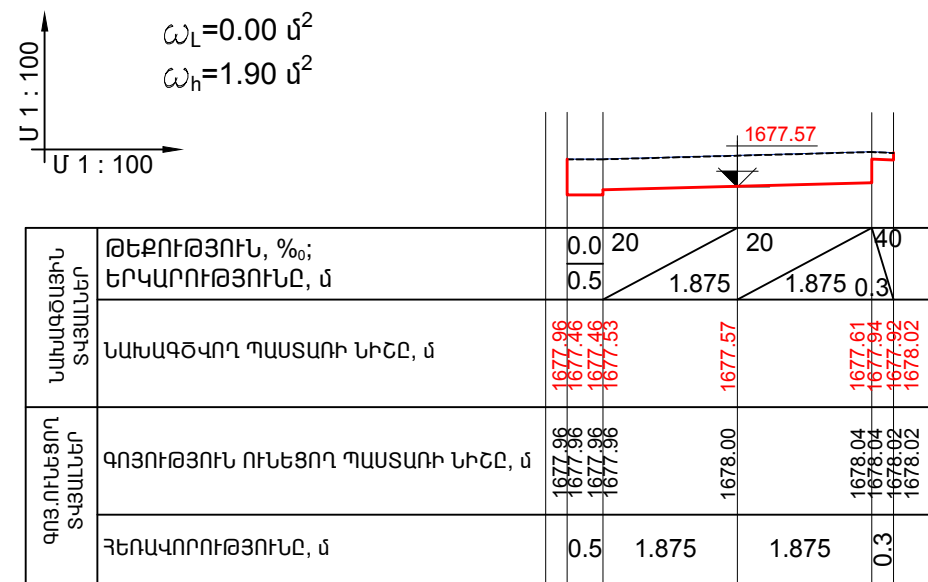 Մ 1 : 100
Մ 1 : 100
ω_L=0.00 մ²
ω_h=1.90 մ²
1677.57
ՆԱԽԱԳԾԱՅԻՆ
ՏՎՅԱԼՆԵՐ
ԹԵՔՈՒԹՅՈՒՆ, ‰;
ԵՐԿԱՐՈՒԹՅՈՒՆԸ, մ
0.0 20 20 40
0.5 1.875 1.875 0.3
ՆԱԽԱԳԾՎՈՂ ՊԱՍՏԱՌԻ ՆԻՇԸ, մ
1677.96 1677.46 1677.46 1677.53 1677.57 1677.61 1677.94 1677.92 1678.02
ԳՈՅ.ՈՒՆԵՑՈՂ
ՏՎՅԱԼՆԵՐ
ԳՈՅՈՒԹՅՈՒՆ ՈՒՆԵՑՈՂ ՊԱՍՏԱՌԻ ՆԻՇԸ, մ
1677.96 1677.96 1677.96 1677.96 1678.00 1678.04 1678.04 1678.02 1678.02
ՀԵՌԱՎՈՐՈՒԹՅՈՒՆԸ, մ
0.5 1.875 1.875 0.3